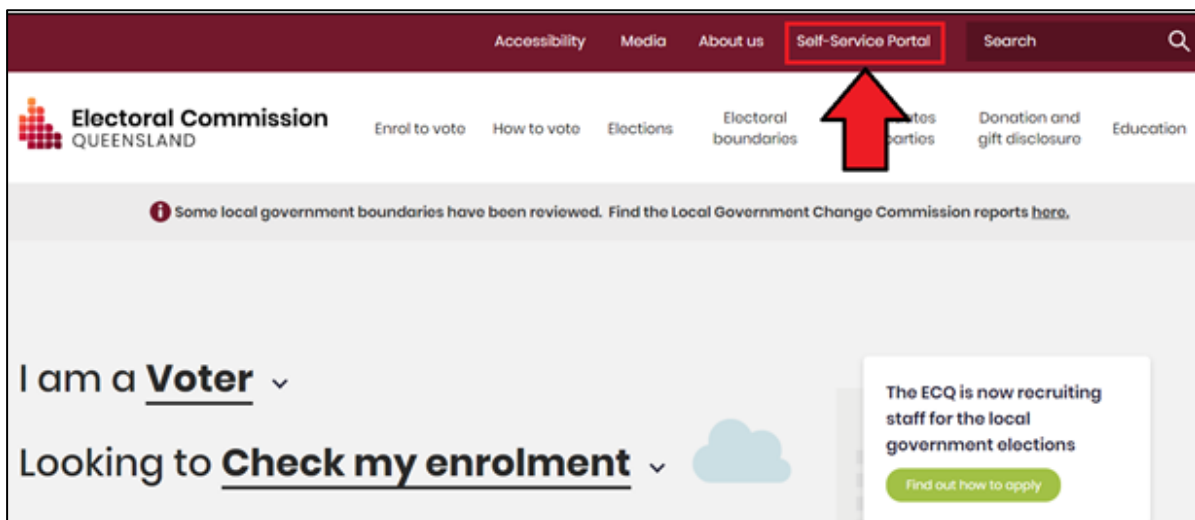 Accessibility Media About us Self-Service Portal Search
Electoral Commission
QUEENSLAND
Enrol to vote How to vote Elections
Electoral
boundaries
Donation and
gift disclosure
Education
Some local government boundaries have been reviewed. Find the Local Government Change Commission reports here.
I am a Voter
Looking to Check my enrolment
The ECQ is now recruiting
staff for the local
government elections
Find out how to apply